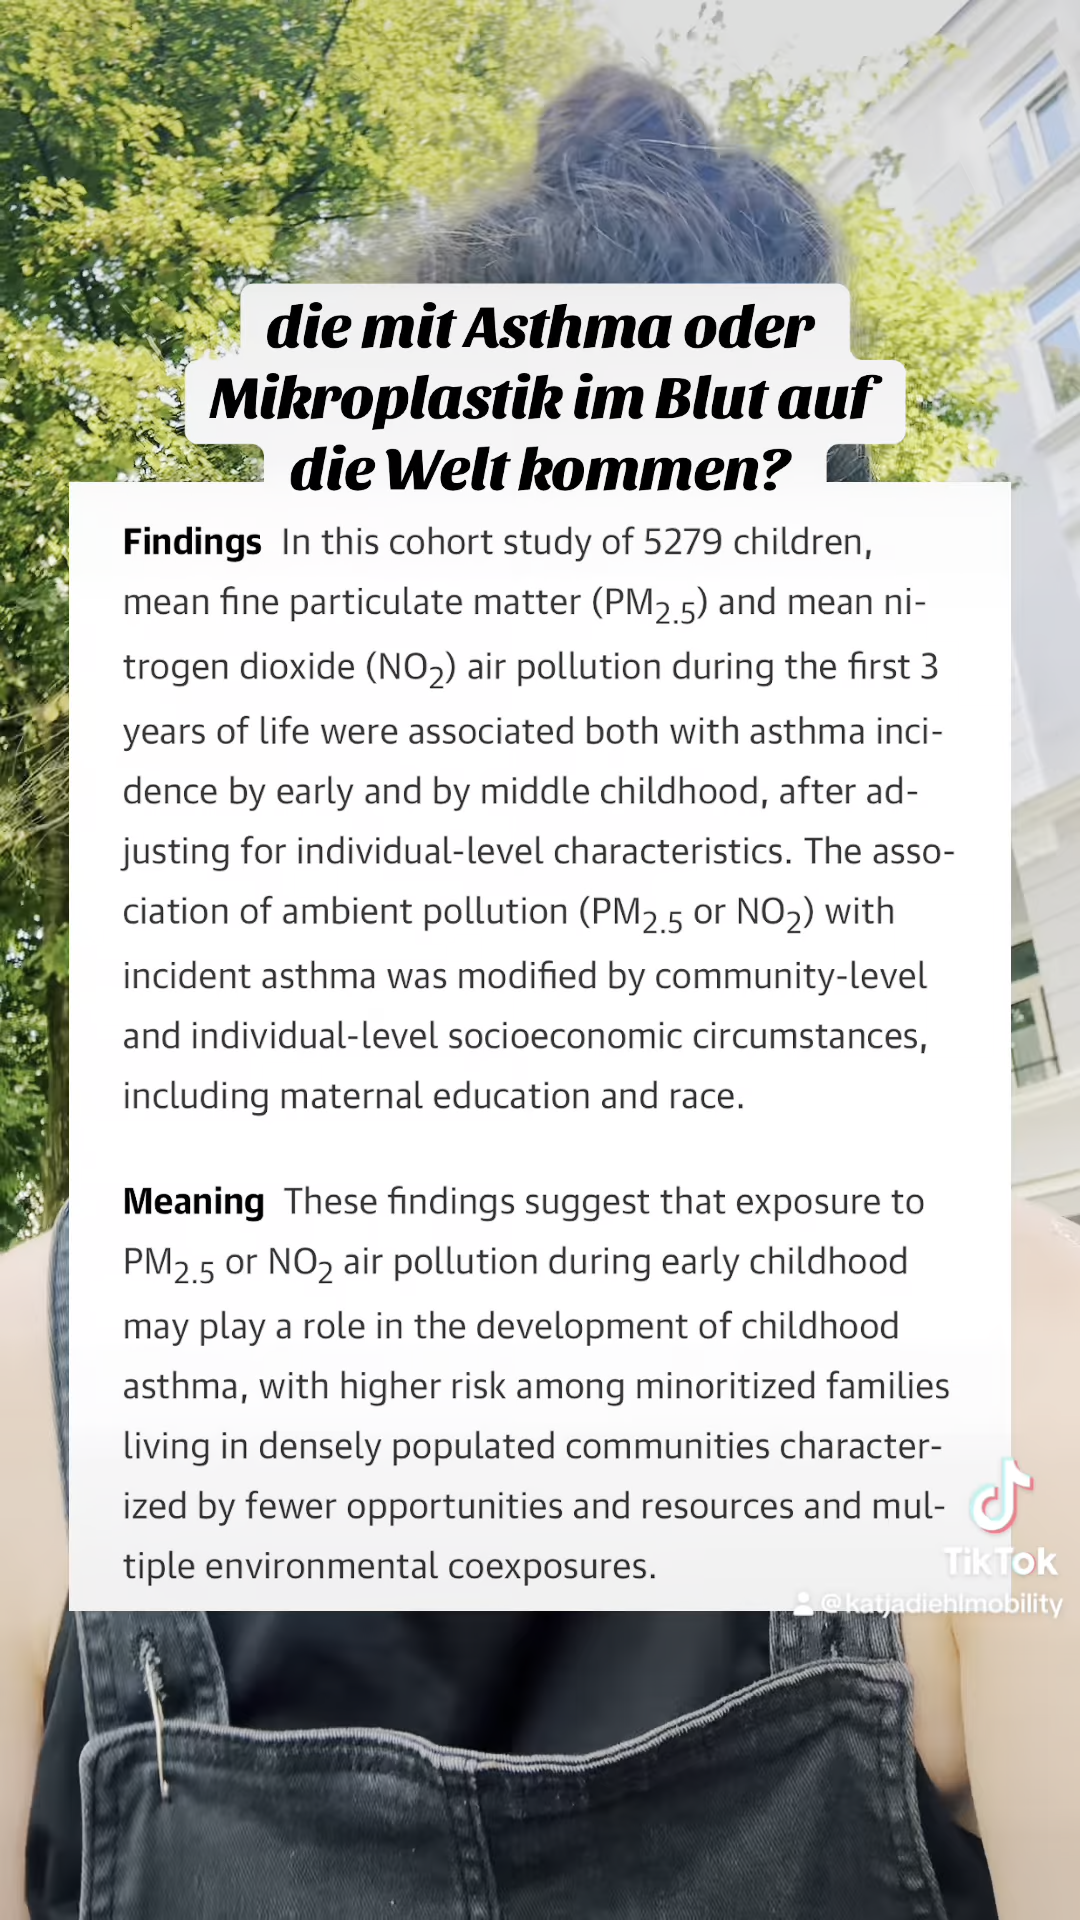 die mit Asthma oder
Mikroplastik im Blut auf
die Welt kommen?
Findings In this cohort study of 5279 children,
mean fine particulate matter (PM2.5) and mean ni-
trogen dioxide (NO2) air pollution during the first 3
years of life were associated both with asthma inci-
dence by early and by middle childhood, after ad-
justing for individual-level characteristics. The asso-
ciation of ambient pollution (PM2.5 or NO2) with
incident asthma was modified by community-level
and individual-level socioeconomic circumstances,
including maternal education and race.
Meaning These findings suggest that exposure to
PM2.5 or NO2 air pollution during early childhood
may play a role in the development of childhood
asthma, with higher risk among minoritized families
living in densely populated communities character-
ized by fewer opportunities and resources and mul-
tiple environmental coexposures.
TikTok
@katjadiehlmobility